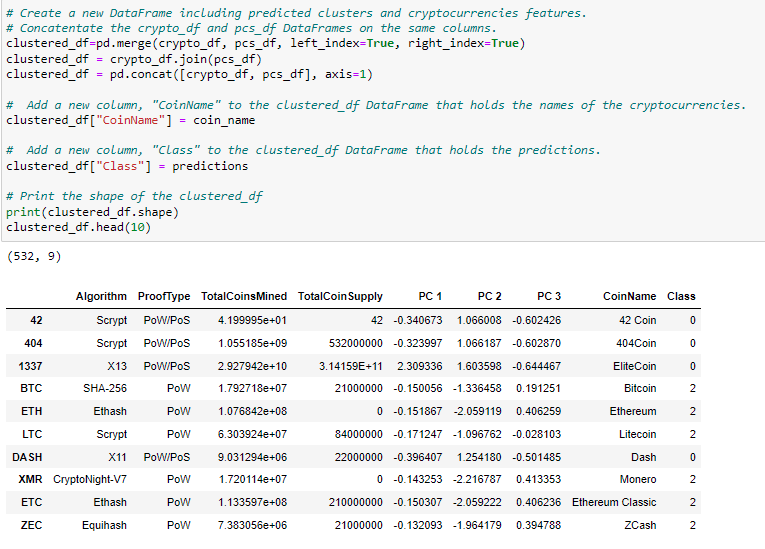 # Create a new DataFrame including predicted clusters and cryptocurrencies features.
# Concatentate the crypto_df and pcs_df DataFrames on the same columns.
clustered_df=pd.merge(crypto_df, pcs_df, left_index=True, right_index=True)
clustered_df = crypto_df.join(pcs_df)
clustered_df = pd.concat([crypto_df, pcs_df], axis=1)
#  Add a new column, "CoinName" to the clustered_df DataFrame that holds the names of the cryptocurrencies.
clustered_df["CoinName"] = coin_name
#  Add a new column, "Class" to the clustered_df DataFrame that holds the predictions.
clustered_df["Class"] = predictions
# Print the shape of the clustered_df
print(clustered_df.shape)
clustered_df.head(10)
(532, 9)
Algorithm ProofType TotalCoinsMined TotalCoinSupply PC 1 PC 2 PC 3 CoinName Class
42 Scrypt PoW/PoS 4.199995e+01 42 -0.340673 1.066008 -0.602426 42 Coin 0
404 Scrypt PoW/PoS 1.055185e+09 532000000 -0.323997 1.066187 -0.602870 404Coin 0
1337 X13 PoW/PoS 2.927942e+10 3.14159E+11 2.309336 1.603598 -0.644467 EliteCoin 0
BTC SHA-256 PoW 1.792718e+07 21000000 -0.150056 -1.336458 0.191251 Bitcoin 2
ETH Ethash PoW 1.076842e+08 0 -0.151867 -2.059119 0.406259 Ethereum 2
LTC Scrypt PoW 6.303924e+07 84000000 -0.171247 -1.096762 -0.028103 Litecoin 2
DASH X11 PoW/PoS 9.031294e+06 22000000 -0.396407 1.254180 -0.501485 Dash 0
XMR CryptoNight-V7 PoW 1.720114e+07 0 -0.143253 -2.216787 0.413353 Monero 2
ETC Ethash PoW 1.133597e+08 210000000 -0.150307 -2.059222 0.406236 Ethereum Classic 2
ZEC Equihash PoW 7.383056e+06 21000000 -0.132093 -1.964179 0.394788 ZCash 2